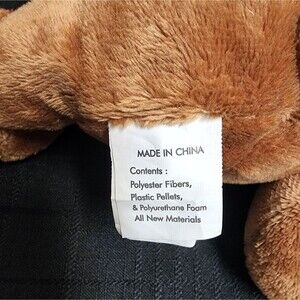 MADE IN CHINA
Contents :
Polyester Fibers,
Plastic Pellets,
& Polyurethane Foam
All New Materials